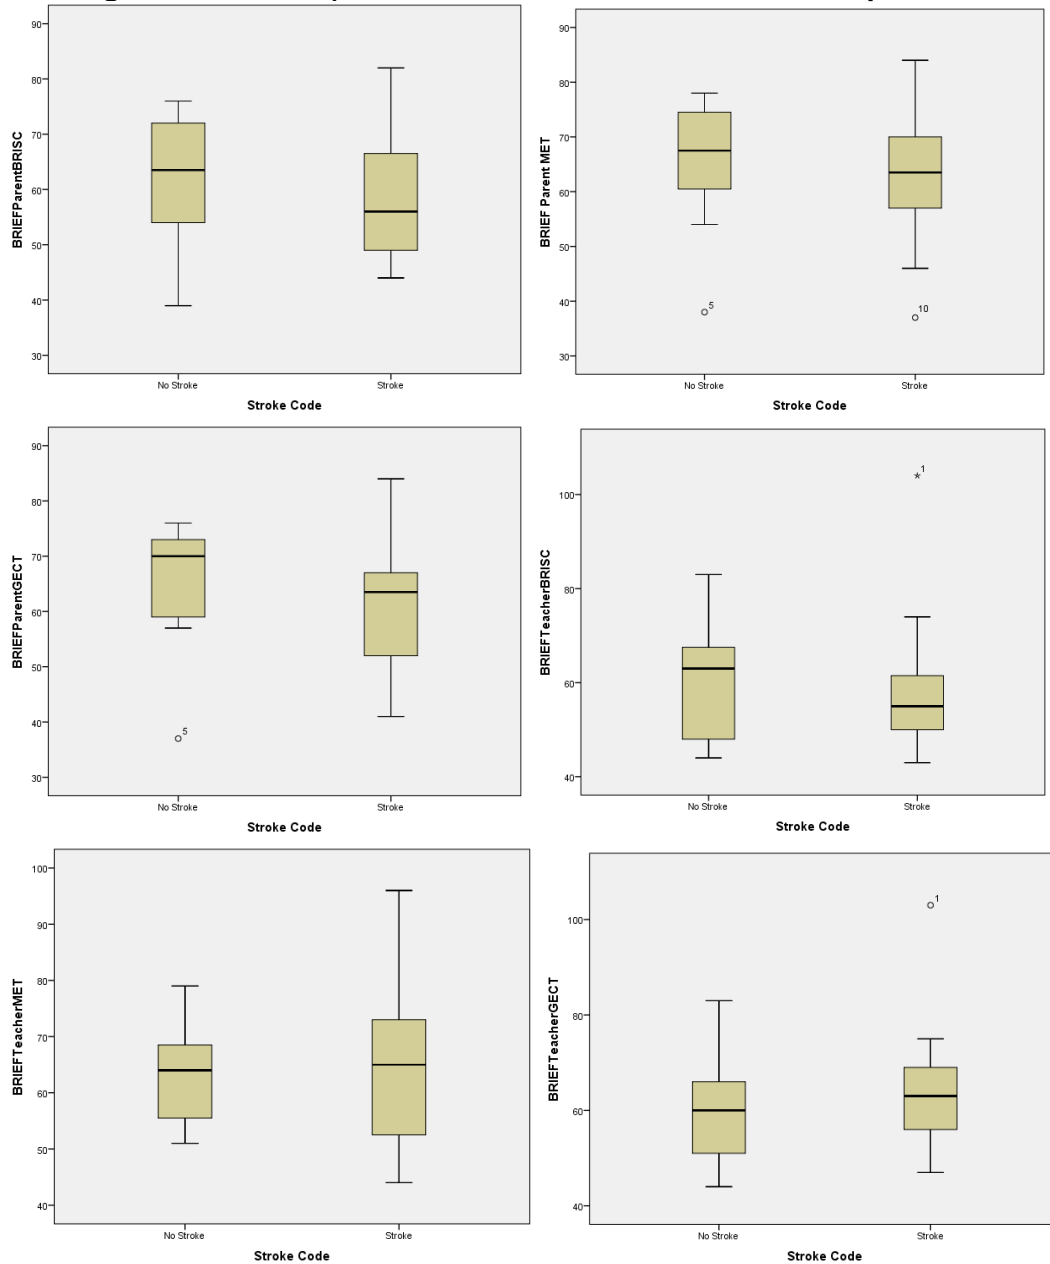 90
80
70
60
50
40
30
BRIEFParentBRISC
No Stroke
Stroke
Stroke Code
90
80
70
60
50
40
30
BRIEF Parent MET
5
10
No Stroke
Stroke
Stroke Code
90
80
70
60
50
40
30
BRIEFParentGECT
5
No Stroke
Stroke
Stroke Code
100
80
60
40
BRIEFTeacherBRISC
1
No Stroke
Stroke
Stroke Code
100
90
80
70
60
50
40
BRIEFTeacherMET
No Stroke
Stroke
Stroke Code
100
80
60
40
BRIEFTeacherGECT
1
No Stroke
Stroke
Stroke Code